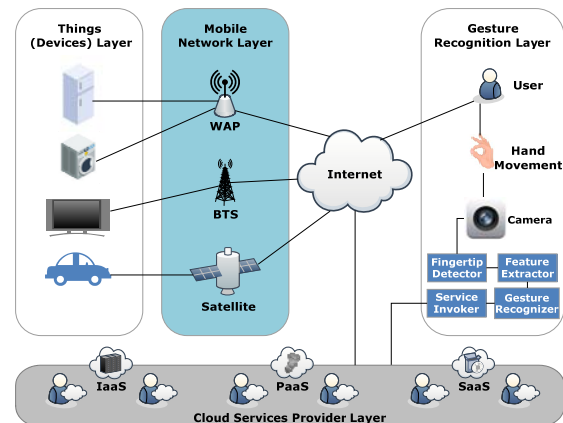 Things
(Devices) Layer
Mobile
Network Layer
Gesture
Recognition Layer
WAP
BTS
Satellite
Internet
User
Hand
Movement
Camera
Fingertip
Detector
Feature
Extractor
Service
Invoker
Gesture
Recognizer
IaaS
PaaS
SaaS
Cloud Services Provider Layer